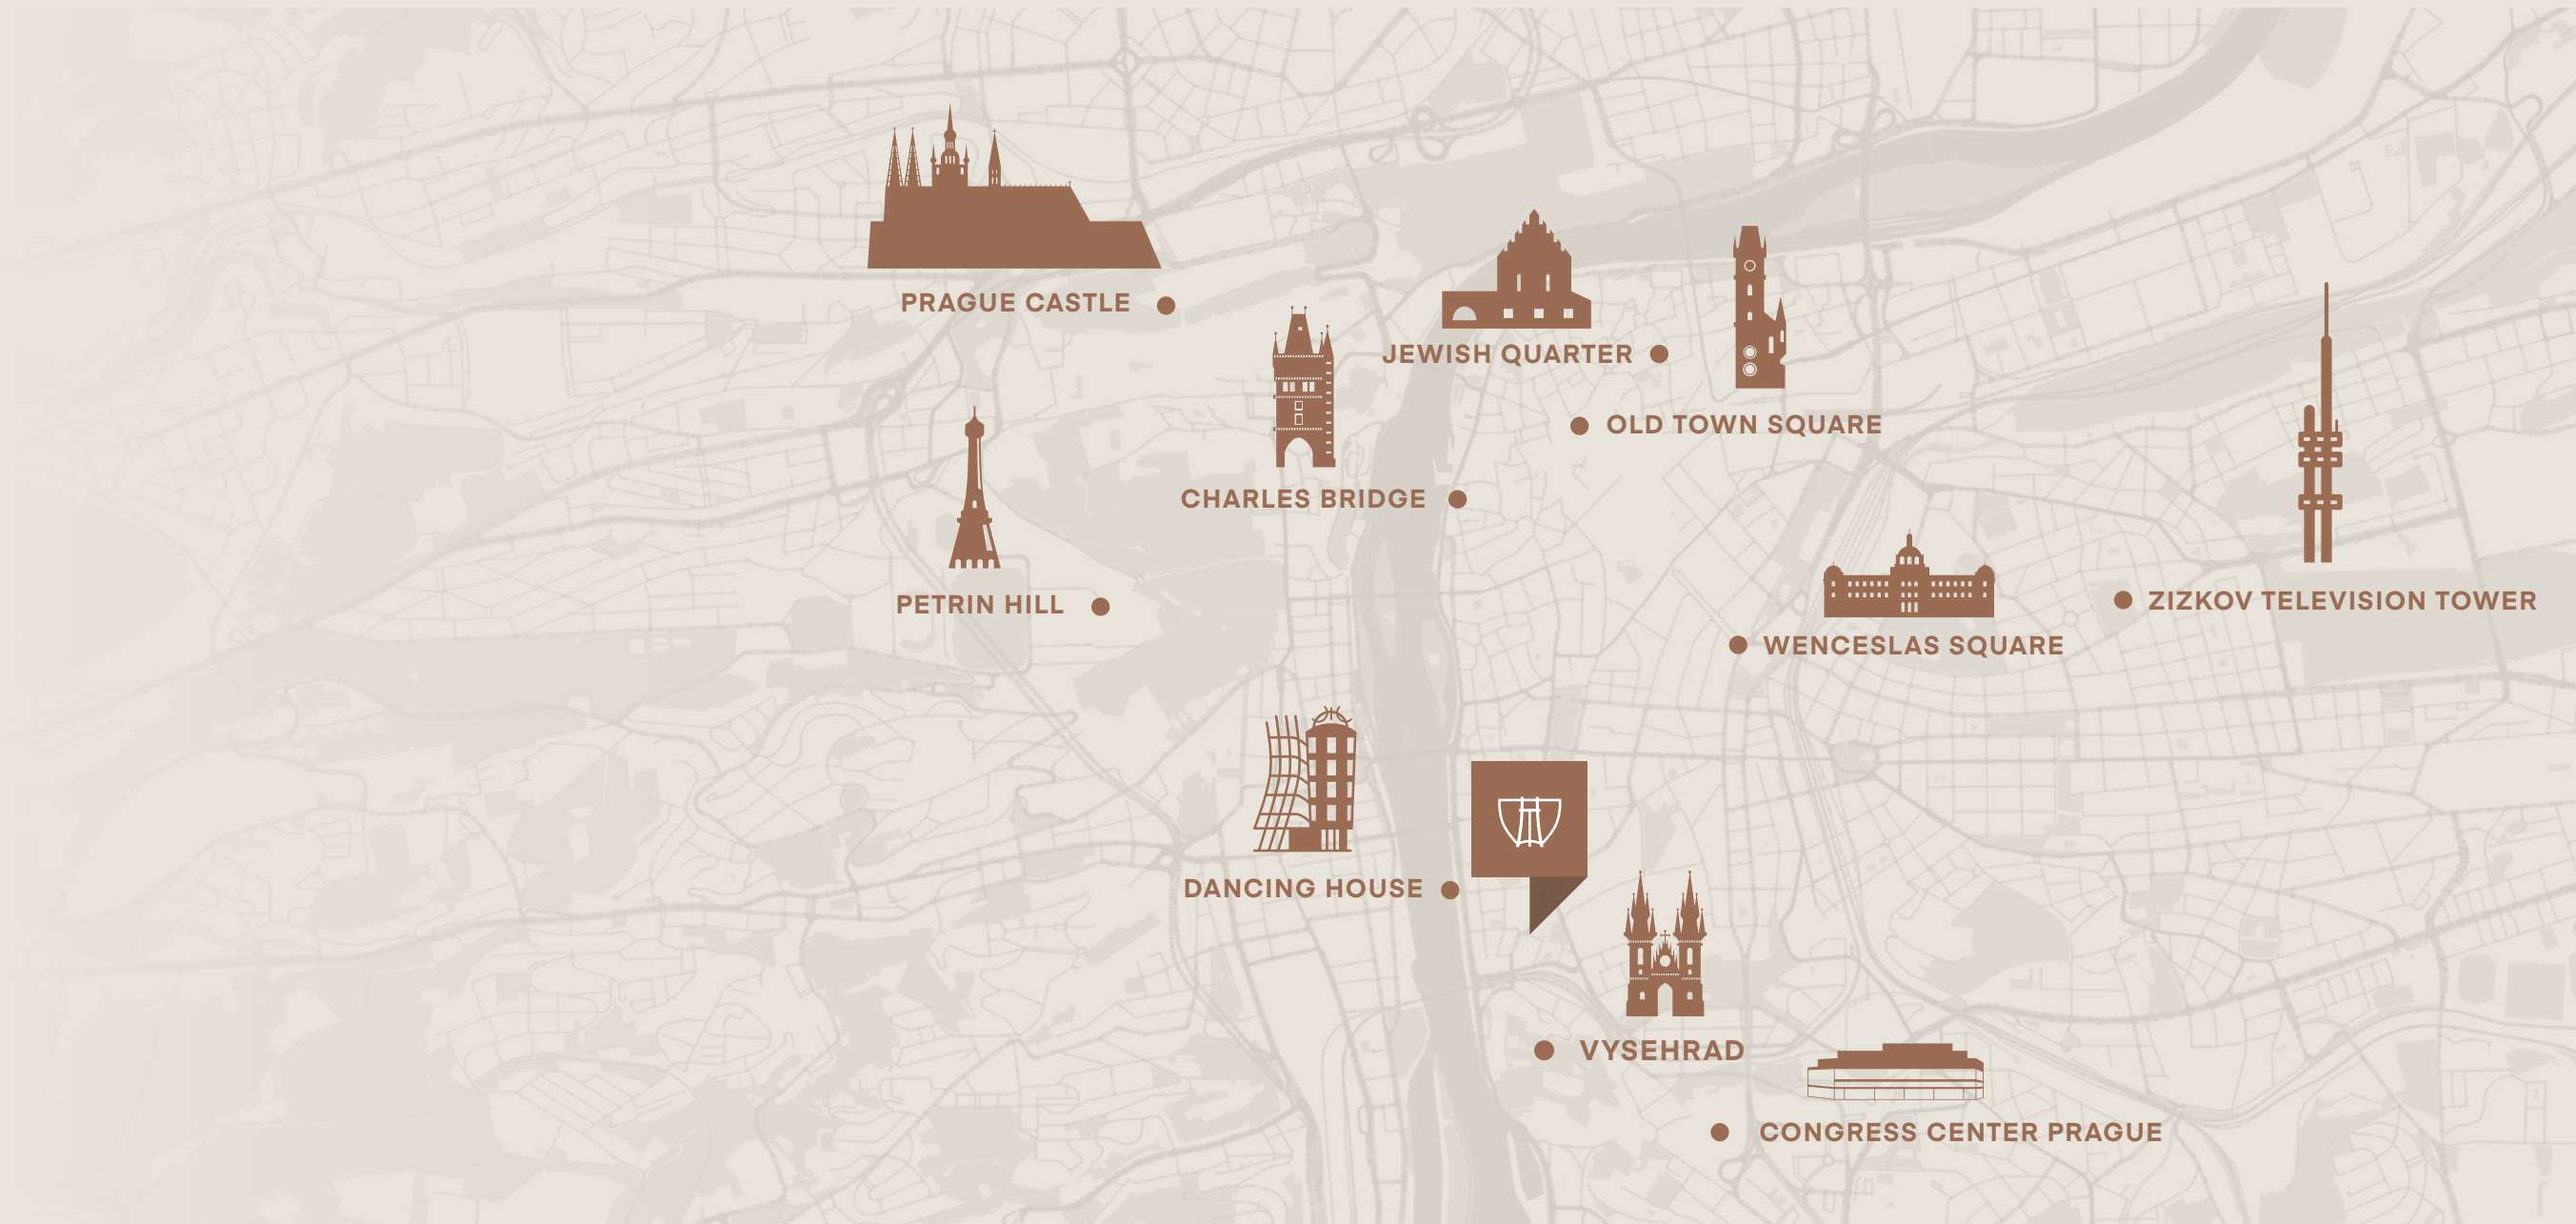 PRAGUE CASTLE
JEWISH QUARTER
OLD TOWN SQUARE
CHARLES BRIDGE
PETRIN HILL
ZIZKOV TELEVISION TOWER
WENCESLAS SQUARE
DANCING HOUSE
VYSEHRAD
CONGRESS CENTER PRAGUE